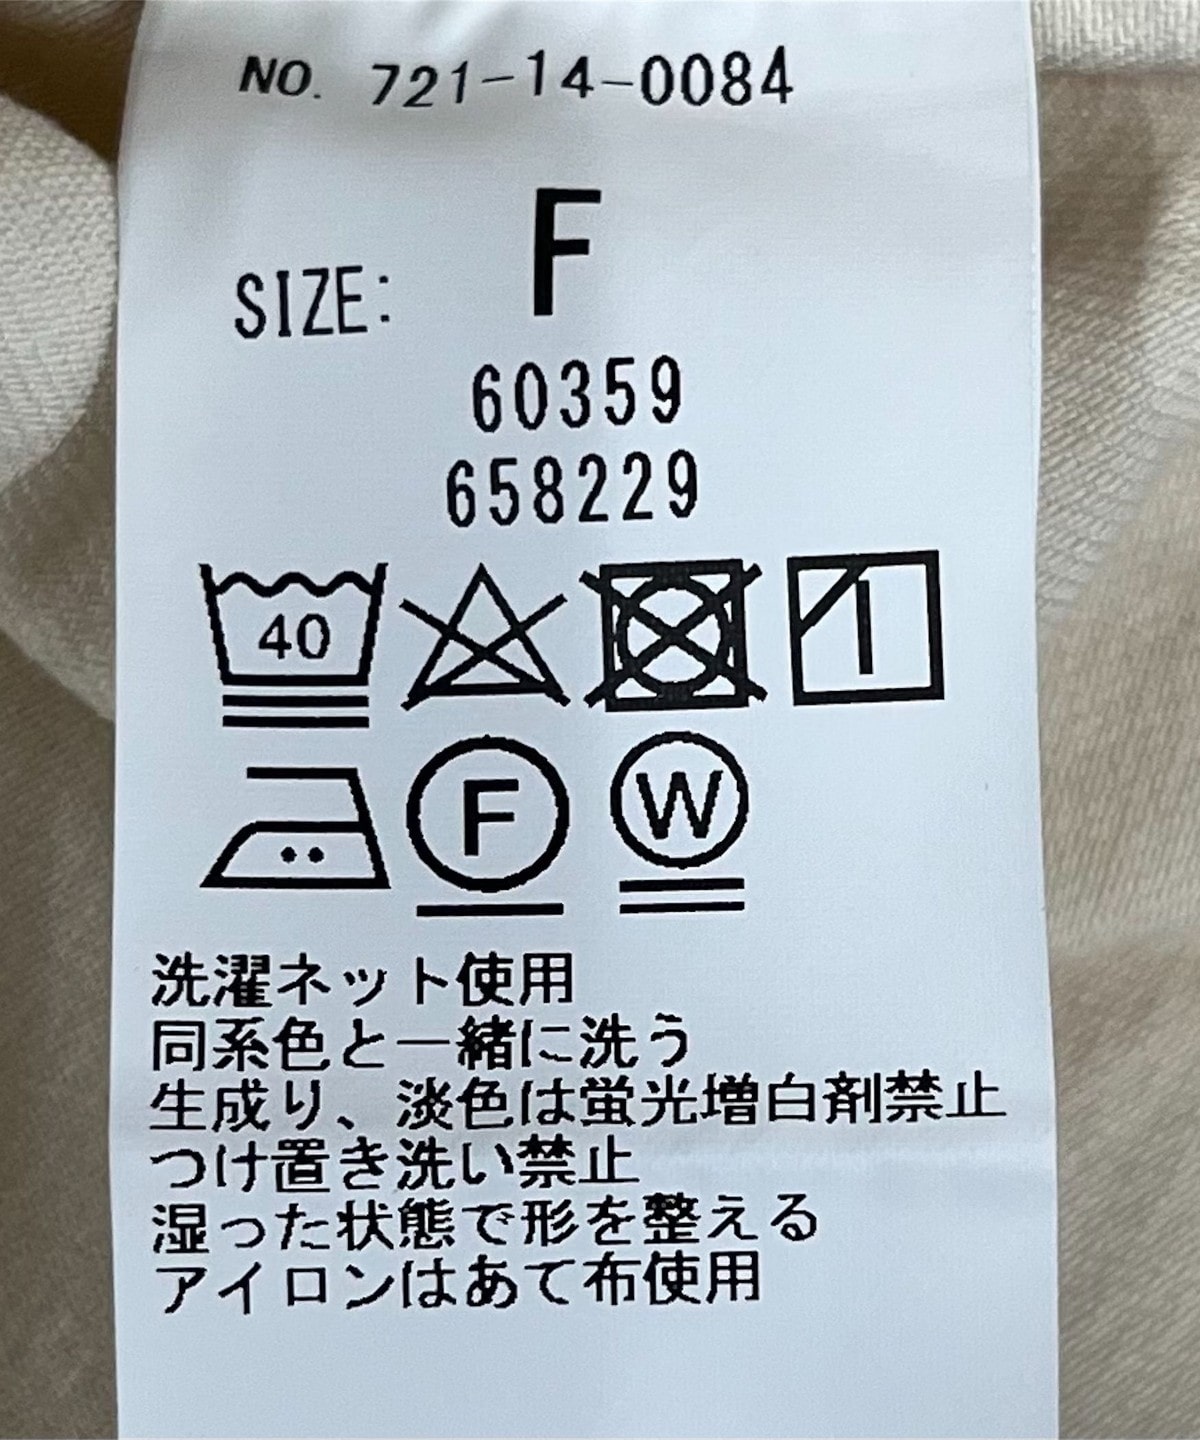 NO. 721-14-0084
SIZE: F
60359
658229
40
F W
洗濯ネット使用
同系色と一緒に洗う
生成り、淡色は蛍光増白剤禁止
つけ置き洗い禁止
湿った状態で形を整える
アイロンはあて布使用